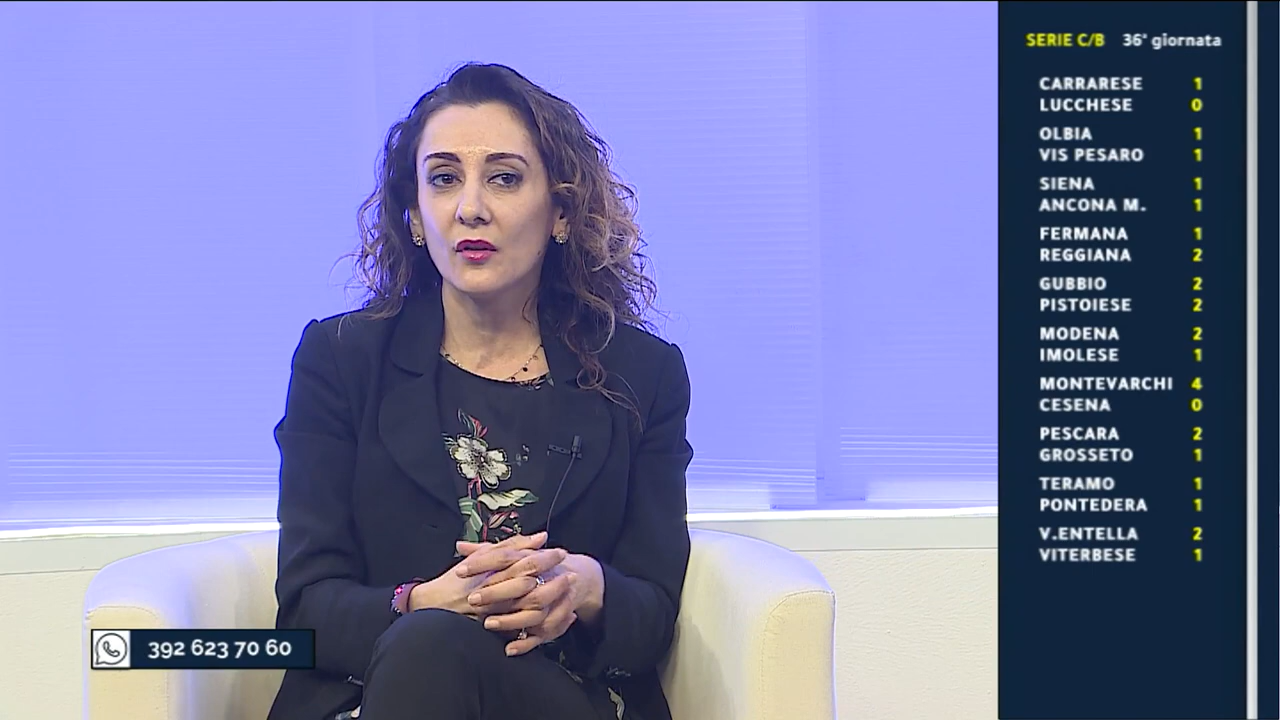 SERIE C/B 36ª giornata
CARRARESE 1
LUCCHESE 0
OLBIA 1
VIS PESARO 1
SIENA 1
ANCONA M. 1
FERMANA 1
REGGIANA 2
GUBBIO 2
PISTOIESE 2
MODENA 2
IMOLESE 1
MONTEVARCHI 4
CESENA 0
PESCARA 2
GROSSETO 1
TERAMO 1
PONTEDERA 1
V.ENTELLA 2
VITERBESE 1
392 623 70 60